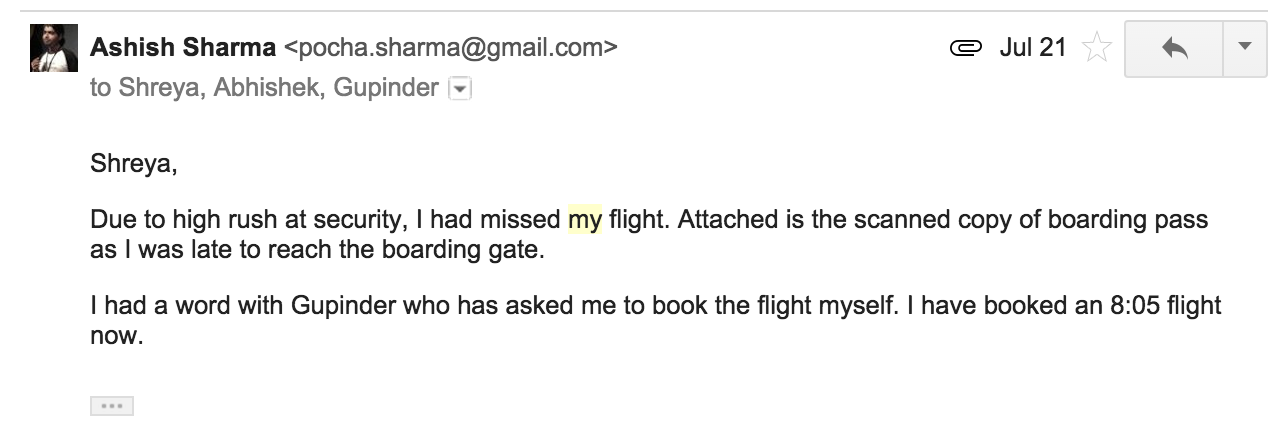 Ashish Sharma <pocha.sharma@gmail.com> Jul 21
to Shreya, Abhishek, Gupinder
Shreya,
Due to high rush at security, I had missed my flight. Attached is the scanned copy of boarding pass
as I was late to reach the boarding gate.
I had a word with Gupinder who has asked me to book the flight myself. I have booked an 8:05 flight
now.